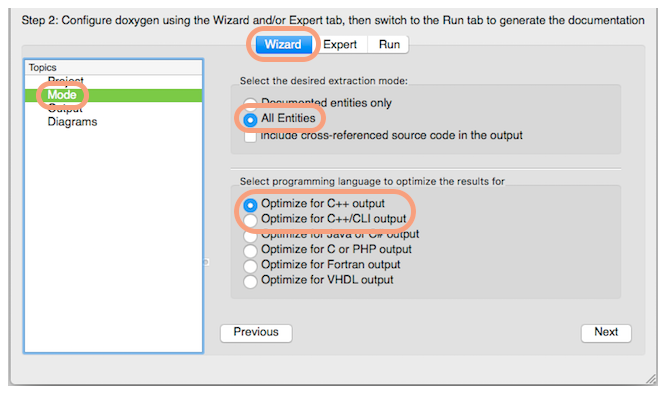 Step 2: Configure doxygen using the Wizard and/or Expert tab, then switch to the Run tab to generate the documentation
Wizard Expert Run
Topics
Project
Mode
Output
Diagrams
Select the desired extraction mode:
Documented entities only
All Entities
Include cross-referenced source code in the output
Select programming language to optimize the results for
Optimize for C++ output
Optimize for C++/CLI output
Optimize for Java or C# output
Optimize for C or PHP output
Optimize for Fortran output
Optimize for VHDL output
Previous
Next